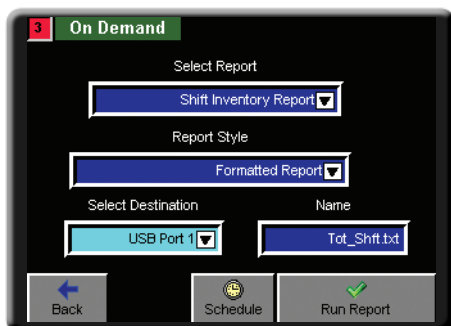 3 On Demand
Select Report
Shift Inventory Report
Report Style
Formatted Report
Select Destination Name
USB Port 1 Tot_Shft.txt
Back Schedule Run Report